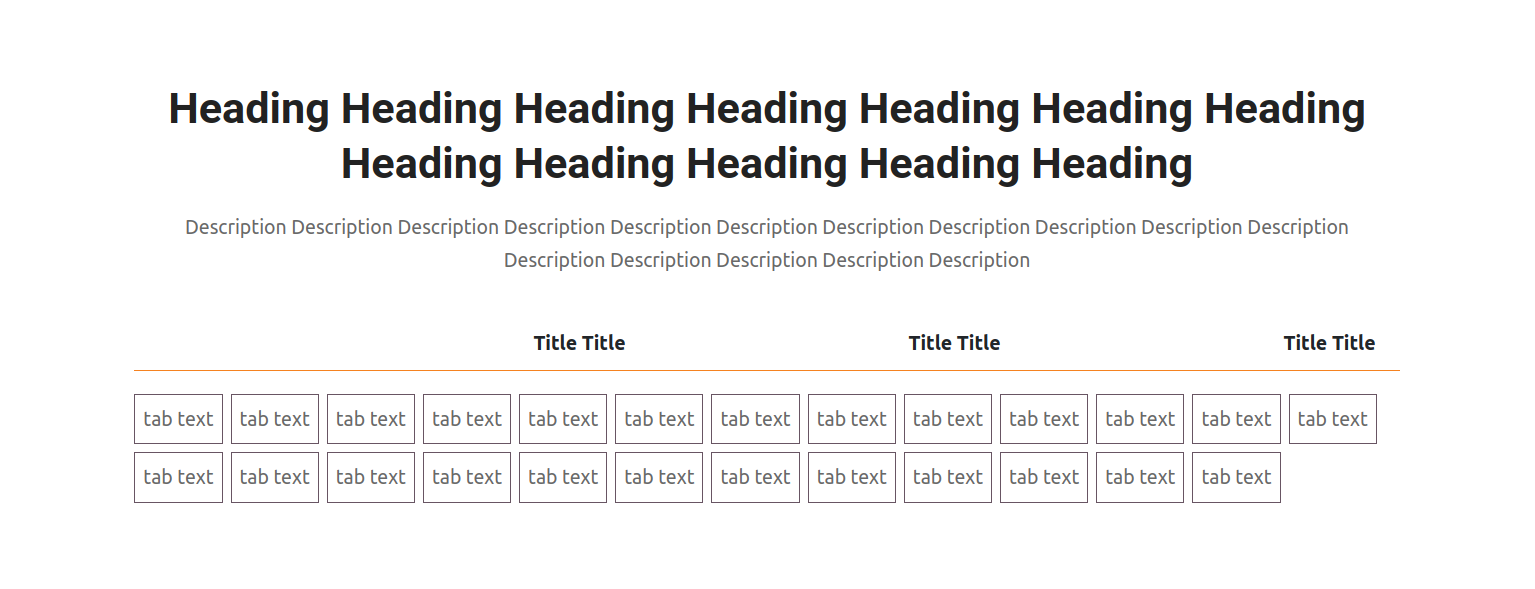 Heading Heading Heading Heading Heading Heading Heading
Heading Heading Heading Heading Heading
Description Description Description Description Description Description Description Description Description Description Description
Description Description Description Description Description
Title Title Title Title Title Title
tab text tab text tab text tab text tab text tab text tab text tab text tab text tab text tab text tab text tab text
tab text tab text tab text tab text tab text tab text tab text tab text tab text tab text tab text tab text